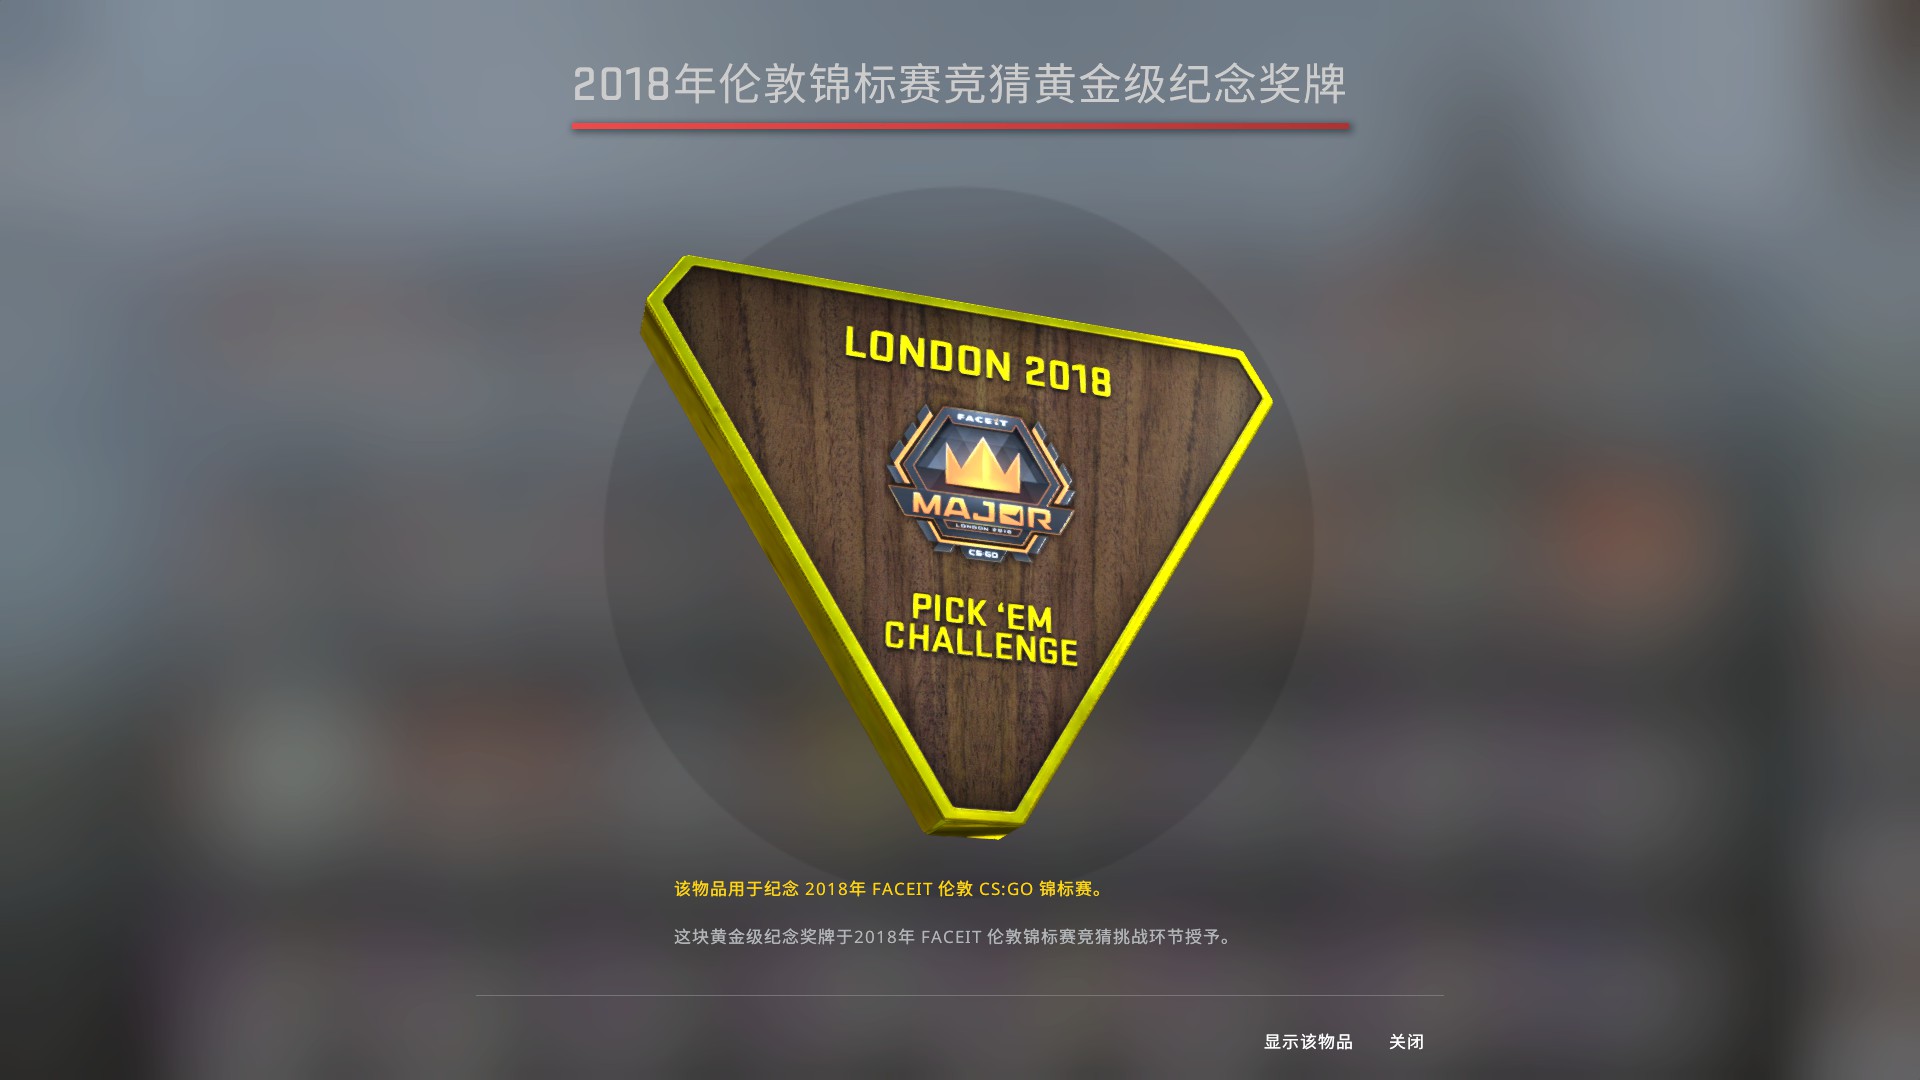 2018年伦敦锦标赛竞猜黄金级纪念奖牌
LONDON 2018
FACEIT
MAJOR
LONDON 2018
CS:GO
PICK ‘EM
CHALLENGE
该物品用于纪念 2018年 FACEIT 伦敦 CS:GO 锦标赛。
这块黄金级纪念奖牌于2018年 FACEIT 伦敦锦标赛竞猜挑战环节授予。
显示该物品 关闭